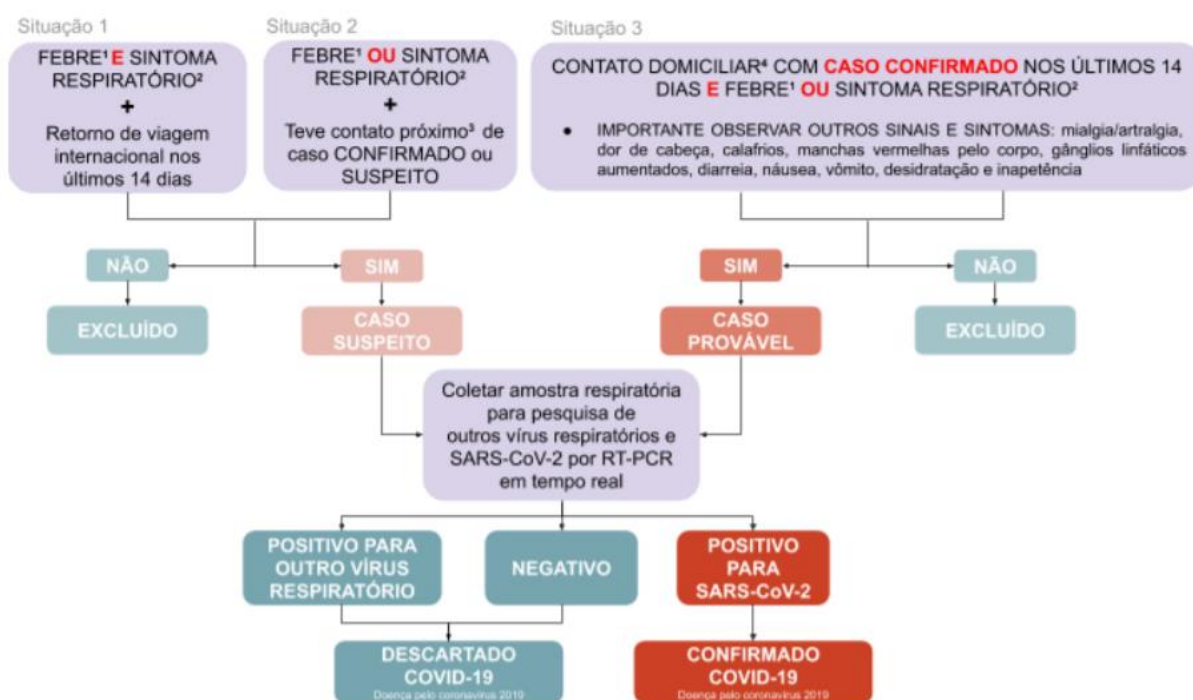 Situação 1
FEBRE¹ E SINTOMA
RESPIRATÓRIO²
+
Retorno de viagem
internacional nos
últimos 14 dias
Situação 2
FEBRE¹ OU SINTOMA
RESPIRATÓRIO²
+
Teve contato próximo³ de
caso CONFIRMADO ou
SUSPEITO
Situação 3
CONTATO DOMICILIAR⁴ COM CASO CONFIRMADO NOS ÚLTIMOS 14
DIAS E FEBRE¹ OU SINTOMA RESPIRATÓRIO²
● IMPORTANTE OBSERVAR OUTROS SINAIS E SINTOMAS: mialgia/artralgia,
dor de cabeça, calafrios, manchas vermelhas pelo corpo, gânglios linfáticos
aumentados, diarreia, náusea, vômito, desidratação e inapetência
NÃO
SIM
SIM
NÃO
EXCLUÍDO
CASO
SUSPEITO
CASO
PROVÁVEL
EXCLUÍDO
Coletar amostra respiratória
para pesquisa de
outros vírus respiratórios e
SARS-CoV-2 por RT-PCR
em tempo real
POSITIVO PARA
OUTRO VÍRUS
RESPIRATÓRIO
NEGATIVO
POSITIVO
PARA
SARS-CoV-2
DESCARTADO
COVID-19
Doença pelo coronavírus 2019
CONFIRMADO
COVID-19
Doença pelo coronavírus 2019